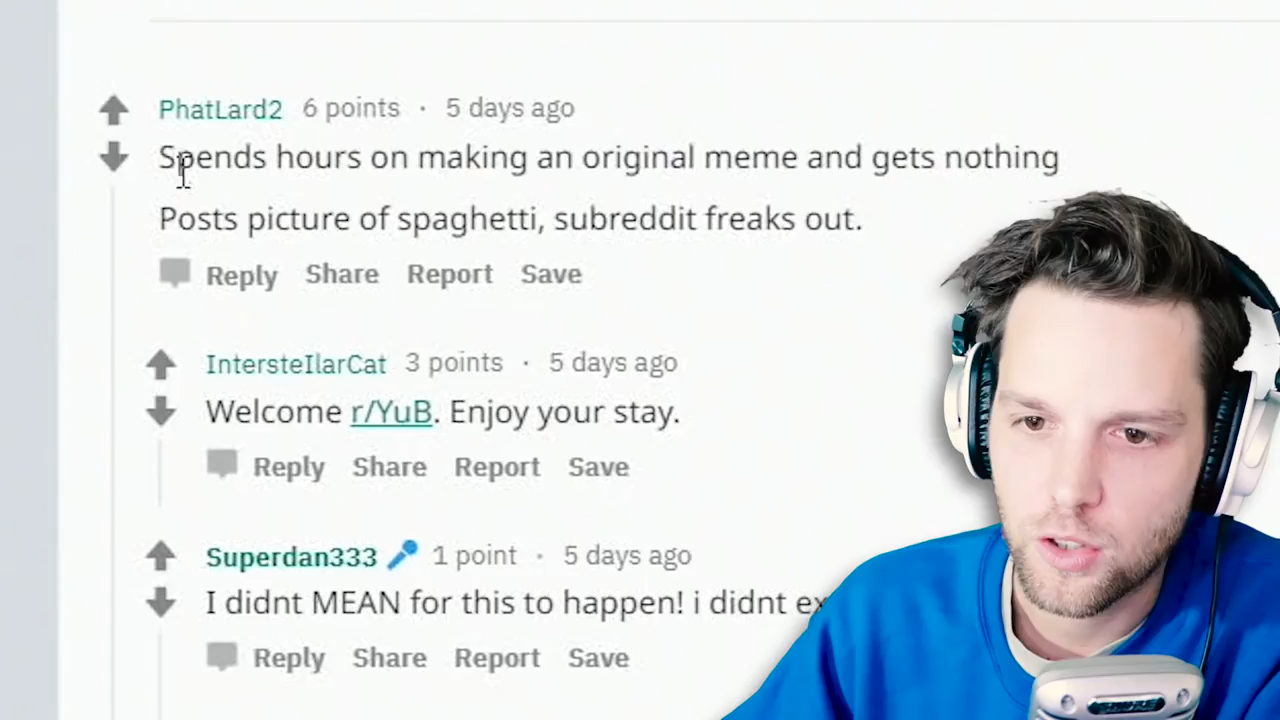 PhatLard2 6 points · 5 days ago
Spends hours on making an original meme and gets nothing
Posts picture of spaghetti, subreddit freaks out.
Reply Share Report Save
IntersteIlarCat 3 points · 5 days ago
Welcome r/YuB. Enjoy your stay.
Reply Share Report Save
Superdan333 1 point · 5 days ago
I didnt MEAN for this to happen! i didnt
Reply Share Report Save
SHURE